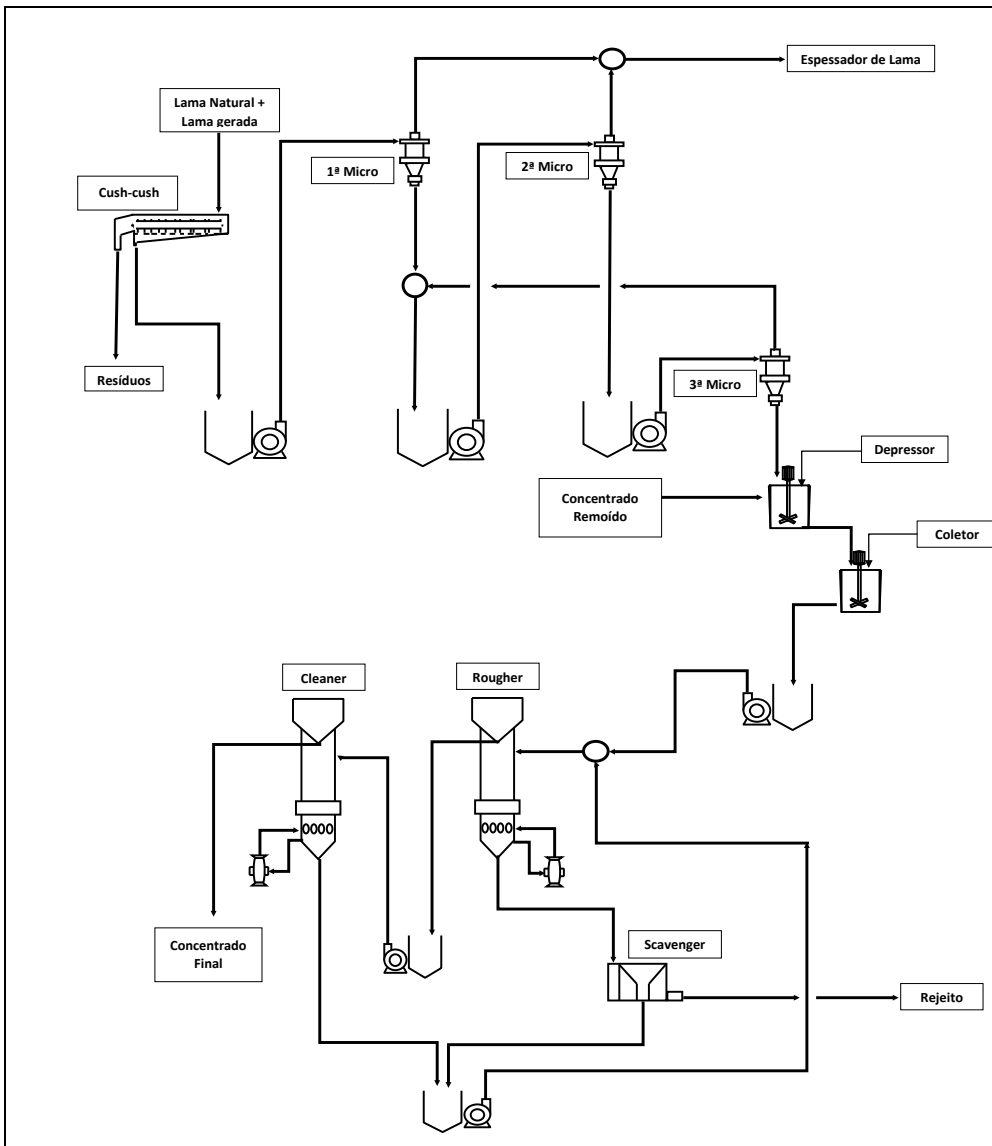 Espessador de Lama
Lama Natural +
Lama gerada
1ª Micro
2ª Micro
Cush-cush
Resíduos
3ª Micro
Depressor
Concentrado
Remoído
Coletor
Cleaner
Rougher
Concentrado
Final
Scavenger
Rejeito